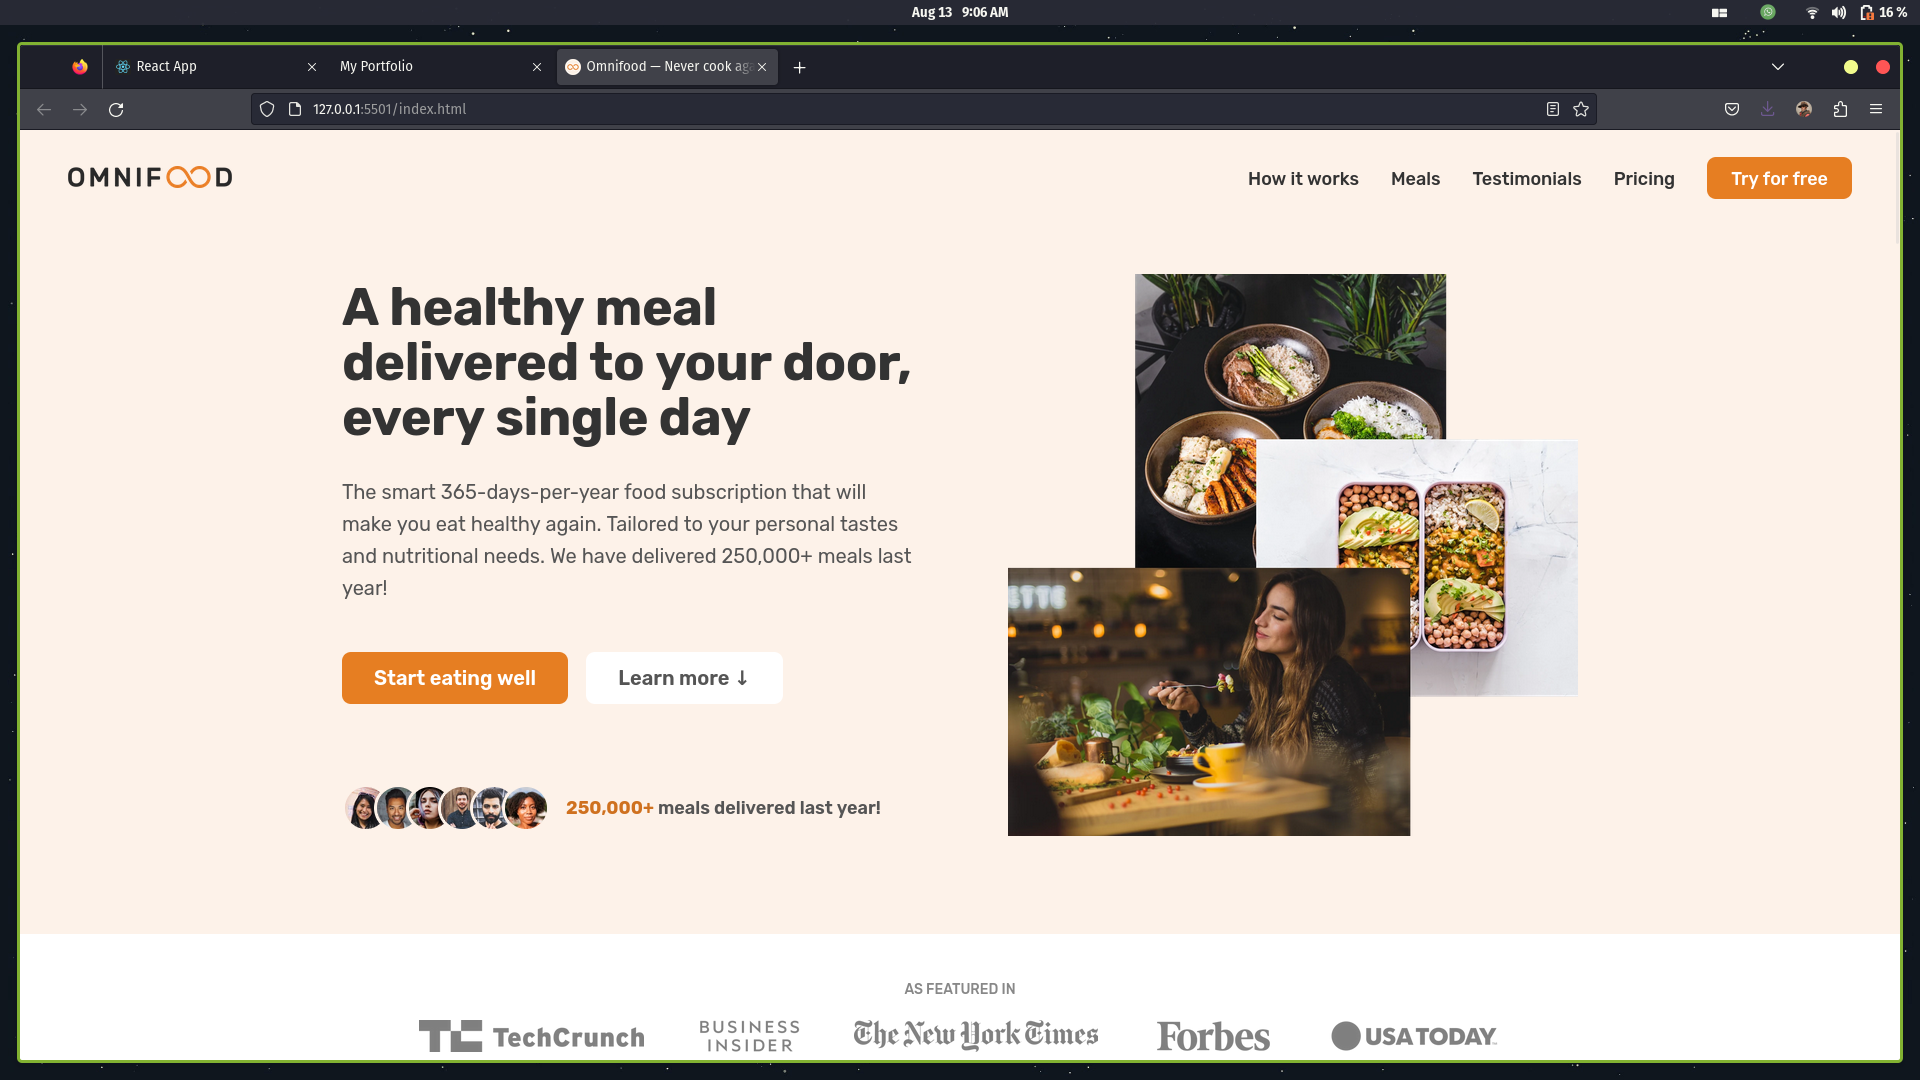 Aug 13 9:06 AM
16 %
React App
My Portfolio
Omnifood — Never cook aga
127.0.0.1:5501/index.html
OMNIFOOD
How it works
Meals
Testimonials
Pricing
Try for free
A healthy meal
delivered to your door,
every single day
The smart 365-days-per-year food subscription that will
make you eat healthy again. Tailored to your personal tastes
and nutritional needs. We have delivered 250,000+ meals last
year!
Start eating well
Learn more ↓
ETTE
250,000+ meals delivered last year!
AS FEATURED IN
TC TechCrunch
BUSINESS
INSIDER
The New York Times
Forbes
USA TODAY